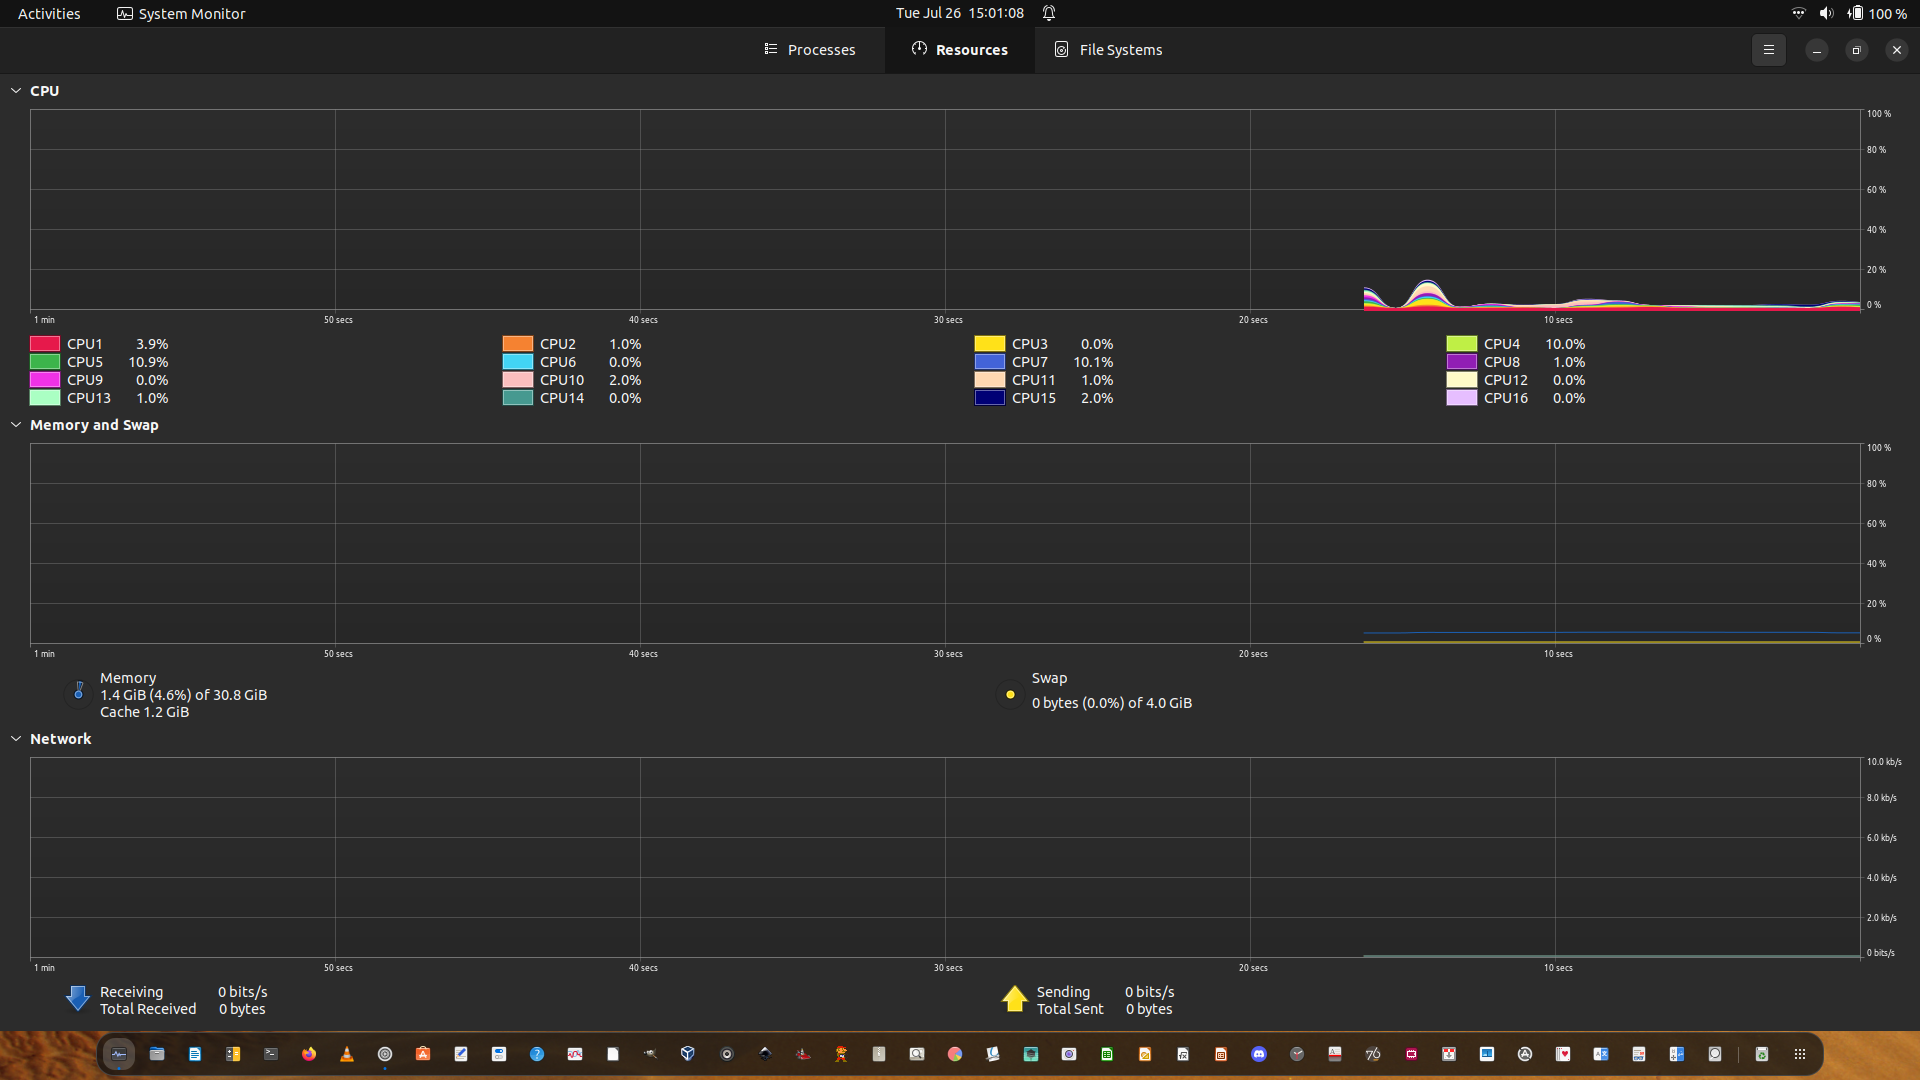 Activities System Monitor Tue Jul 26 15:01:08 100 %
Processes Resources File Systems
CPU
100 %
80 %
60 %
40 %
20 %
0 %
1 min 50 secs 40 secs 30 secs 20 secs 10 secs
CPU1 3.9% CPU2 1.0% CPU3 0.0% CPU4 10.0%
CPU5 10.9% CPU6 0.0% CPU7 10.1% CPU8 1.0%
CPU9 0.0% CPU10 2.0% CPU11 1.0% CPU12 0.0%
CPU13 1.0% CPU14 0.0% CPU15 2.0% CPU16 0.0%
Memory and Swap
100 %
80 %
60 %
40 %
20 %
0 %
1 min 50 secs 40 secs 30 secs 20 secs 10 secs
Memory Swap
1.4 GiB (4.6%) of 30.8 GiB 0 bytes (0.0%) of 4.0 GiB
Cache 1.2 GiB
Network
10.0 kb/s
8.0 kb/s
6.0 kb/s
4.0 kb/s
2.0 kb/s
0 bits/s
1 min 50 secs 40 secs 30 secs 20 secs 10 secs
Receiving 0 bits/s Sending 0 bits/s
Total Received 0 bytes Total Sent 0 bytes